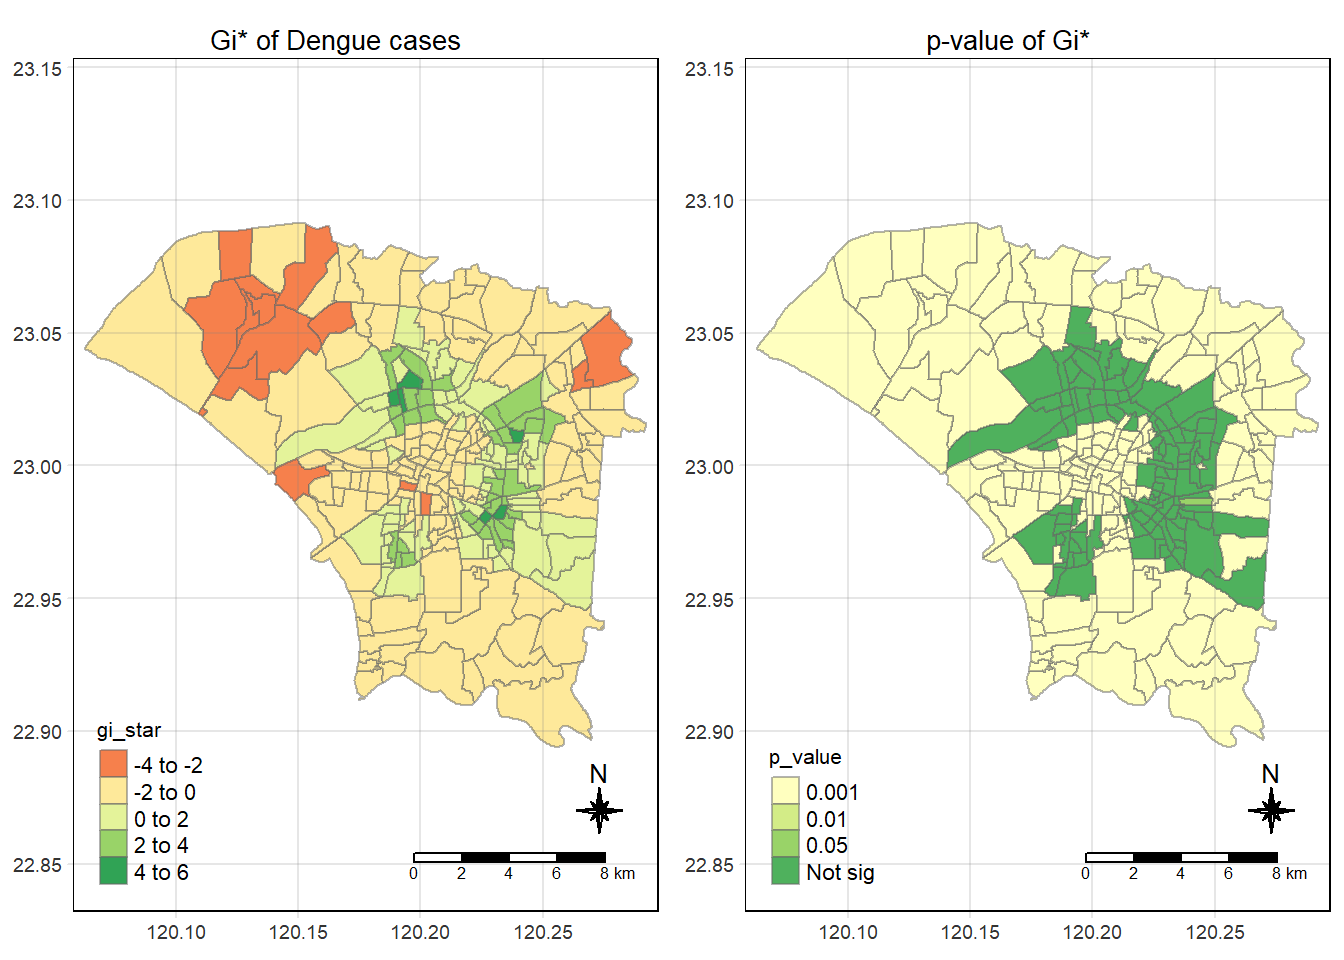 Gi* of Dengue cases
23.15
23.10
23.05
23.00
22.95
22.90
22.85
gi_star
-4 to -2
-2 to 0
0 to 2
2 to 4
4 to 6
N
0 2 4 6 8 km
120.10 120.15 120.20 120.25
p-value of Gi*
23.15
23.10
23.05
23.00
22.95
22.90
22.85
p_value
0.001
0.01
0.05
Not sig
N
0 2 4 6 8 km
120.10 120.15 120.20 120.25